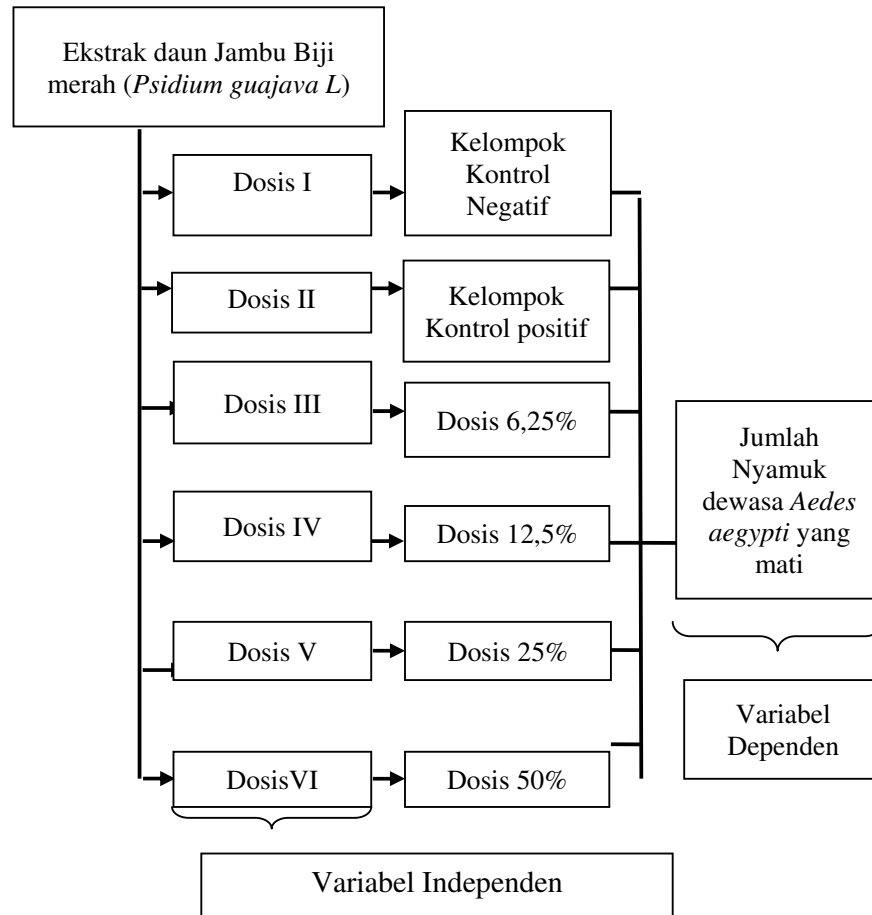 Ekstrak daun Jambu Biji
merah (Psidium guajava L)
Dosis I
Kelompok
Kontrol
Negatif
Dosis II
Kelompok
Kontrol positif
Dosis III
Dosis 6,25%
Dosis IV
Dosis 12,5%
Dosis V
Dosis 25%
DosisVI
Dosis 50%
Jumlah
Nyamuk
dewasa Aedes
aegypti yang
mati
Variabel
Dependen
Variabel Independen